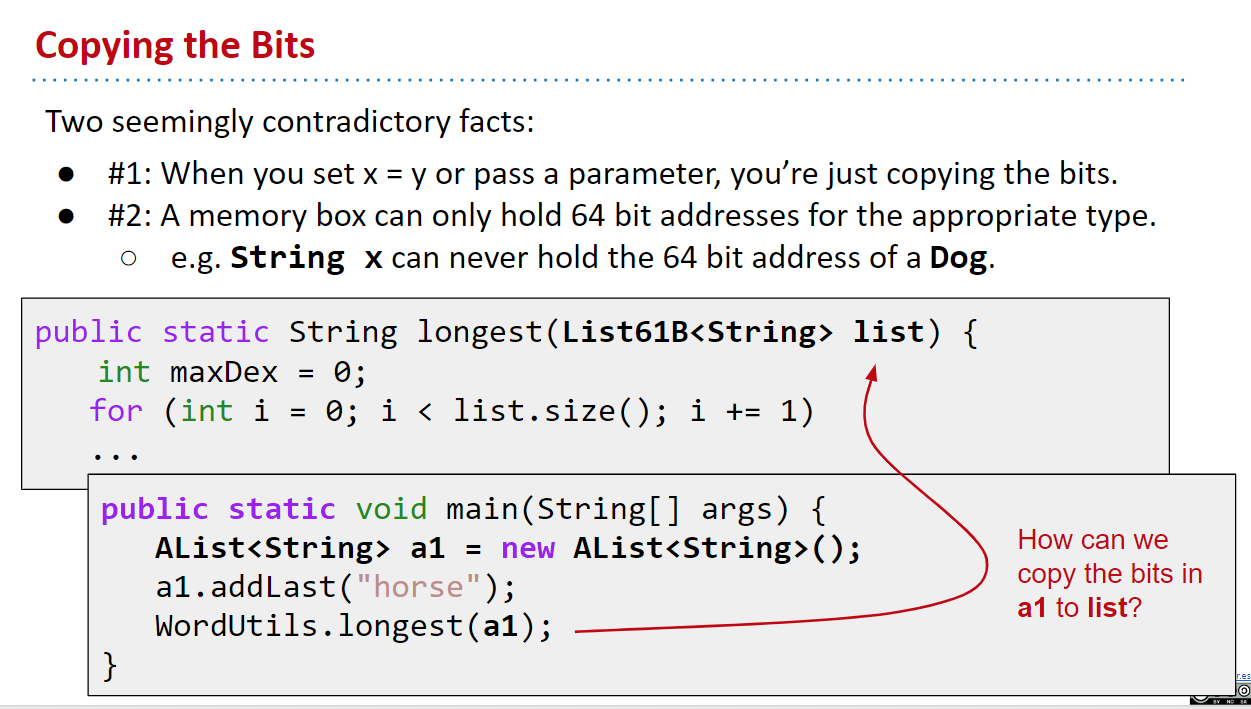 Copying the Bits
Two seemingly contradictory facts:
● #1: When you set x = y or pass a parameter, you’re just copying the bits.
● #2: A memory box can only hold 64 bit addresses for the appropriate type.
○ e.g. String x can never hold the 64 bit address of a Dog.
public static String longest(List61B<String> list) {
int maxDex = 0;
for (int i = 0; i < list.size(); i += 1)
...
public static void main(String[] args) {
AList<String> a1 = new AList<String>();
a1.addLast("horse");
WordUtils.longest(a1);
}
How can we
copy the bits in
a1 to list?
r.es
BY NC SA